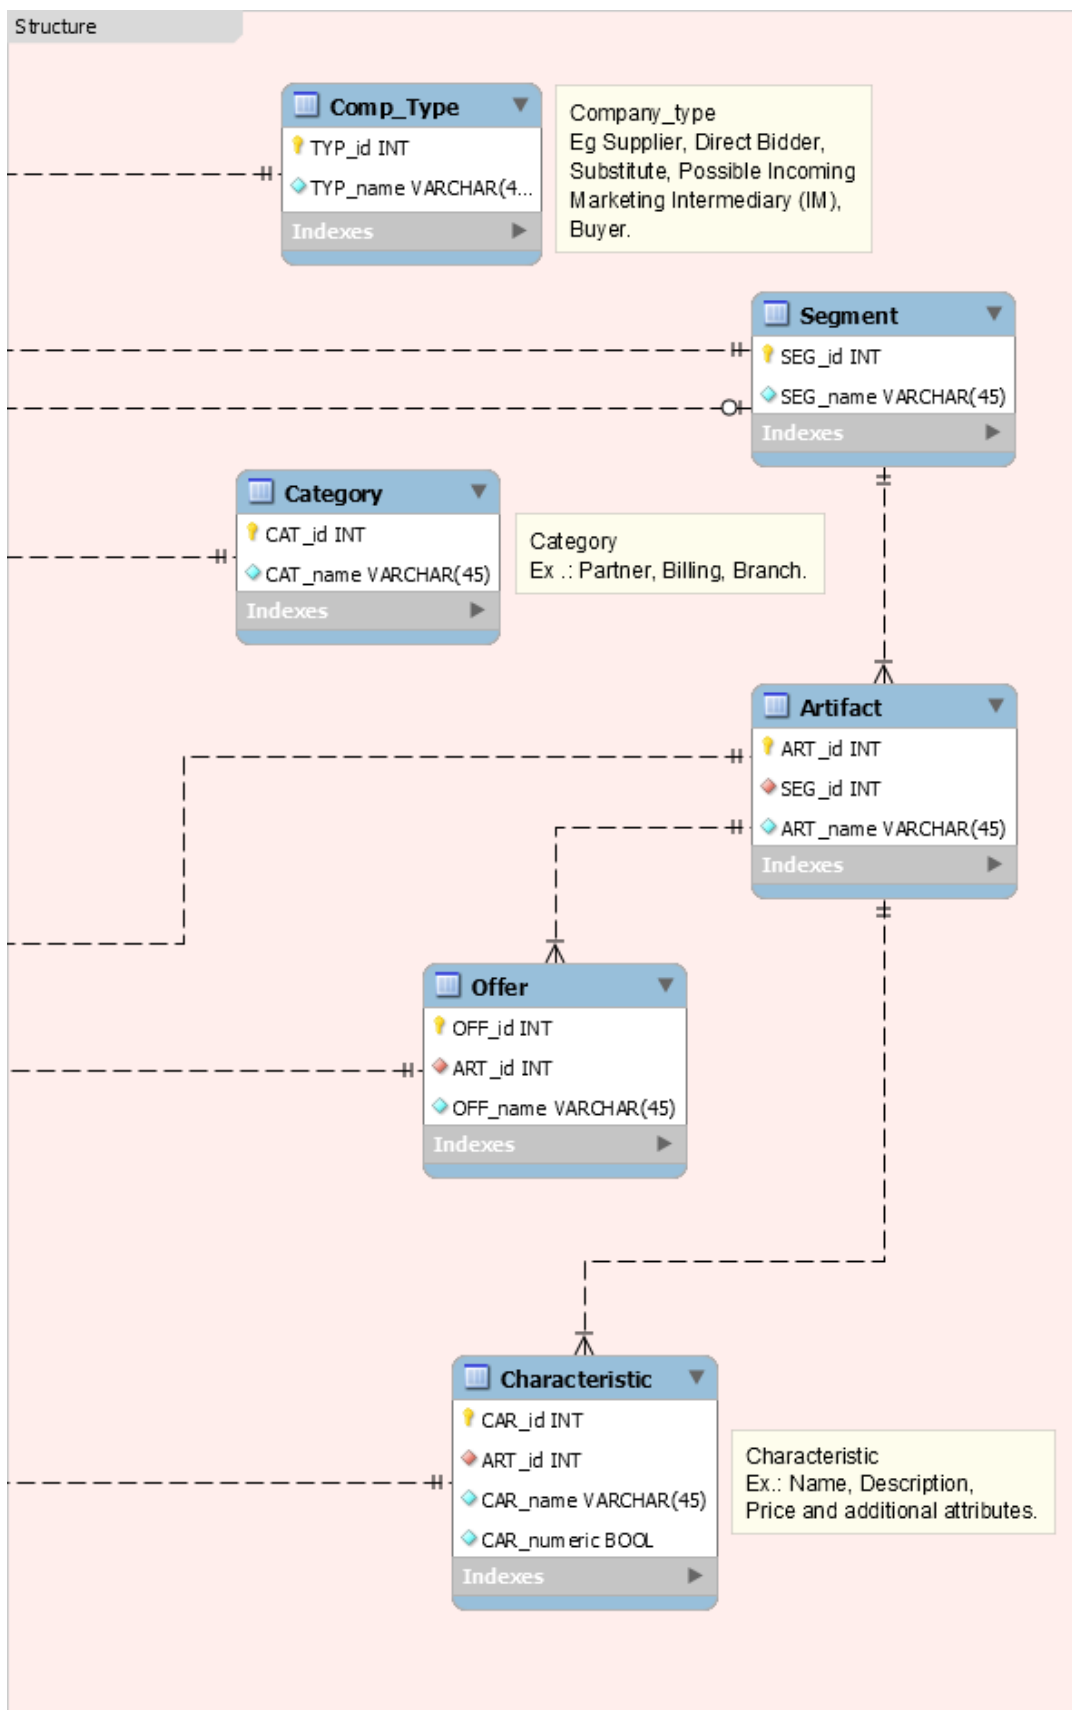 Structure
Comp_Type
TYP_id INT
TYP_name VARCHAR(4...
Indexes
Company_type
Eg Supplier, Direct Bidder,
Substitute, Possible Incoming
Marketing Intermediary (IM),
Buyer.
Segment
SEG_id INT
SEG_name VARCHAR(45)
Indexes
Category
CAT_id INT
CAT_name VARCHAR(45)
Indexes
Category
Ex .: Partner, Billing, Branch.
Artifact
ART_id INT
SEG_id INT
ART_name VARCHAR(45)
Indexes
Offer
OFF_id INT
ART_id INT
OFF_name VARCHAR(45)
Indexes
Characteristic
CAR_id INT
ART_id INT
CAR_name VARCHAR(45)
CAR_numeric BOOL
Indexes
Characteristic
Ex.: Name, Description,
Price and additional attributes.